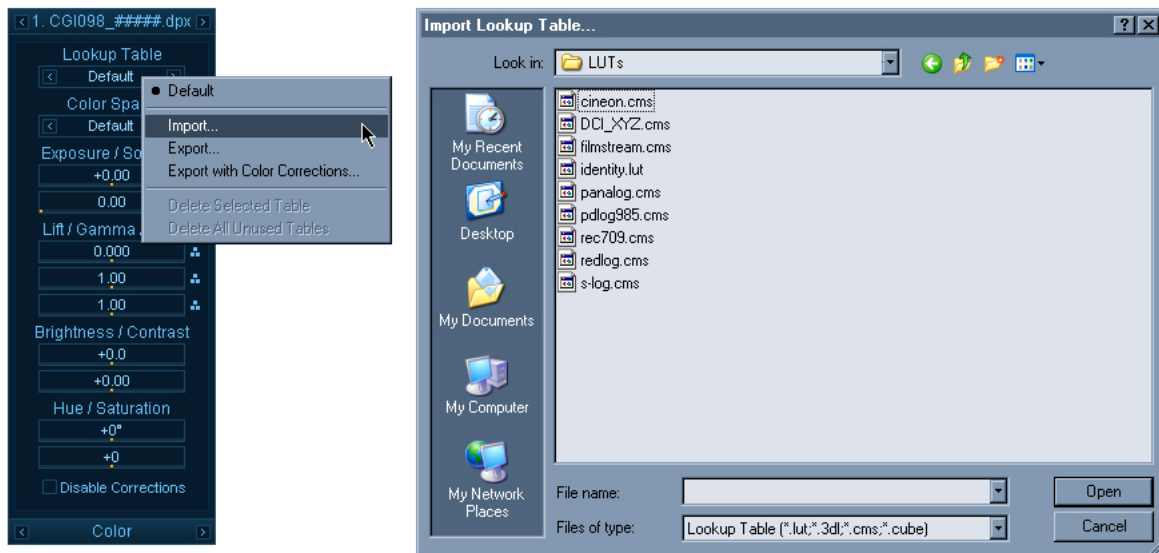 1. CGI098_#####.dpx
Lookup Table
Default
Color Spa
Default
Exposure / So
+0.00
0.00
Lift / Gamma
0.000
1.00
1.00
Brightness / Contrast
+0.0
+0.00
Hue / Saturation
+0°
+0
Disable Corrections
Color
Default
Import...
Export...
Export with Color Corrections...
Delete Selected Table
Delete All Unused Tables
Import Lookup Table...
Look in:
LUTs
My Recent
Documents
Desktop
My Documents
My Computer
My Network
Places
cineon.cms
DCI_XYZ.cms
filmstream.cms
identity.lut
panalog.cms
pdlog985.cms
rec709.cms
redlog.cms
s-log.cms
File name:
Open
Files of type:
Lookup Table (*.lut;*.3dl;*.cms;*.cube)
Cancel